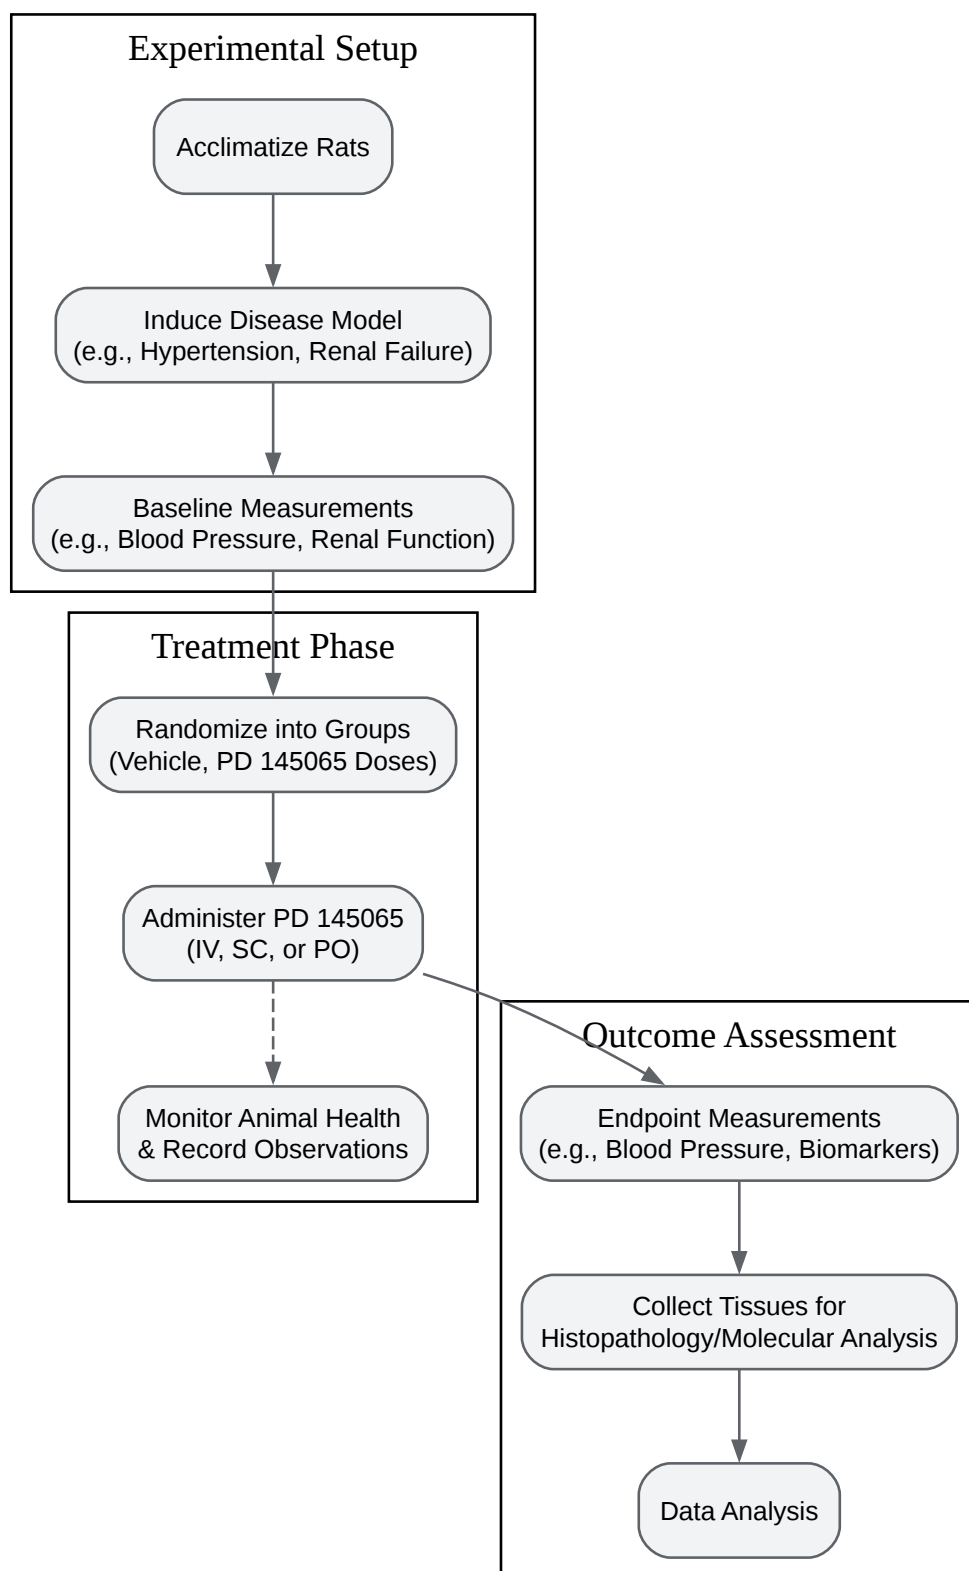 Experimental Setup
Acclimatize Rats
Induce Disease Model
(e.g., Hypertension, Renal Failure)
Baseline Measurements
(e.g., Blood Pressure, Renal Function)
Treatment Phase
Randomize into Groups
(Vehicle, PD 145065 Doses)
Administer PD 145065
(IV, SC, or PO)
Monitor Animal Health
& Record Observations
Outcome Assessment
Endpoint Measurements
(e.g., Blood Pressure, Biomarkers)
Collect Tissues for
Histopathology/Molecular Analysis
Data Analysis